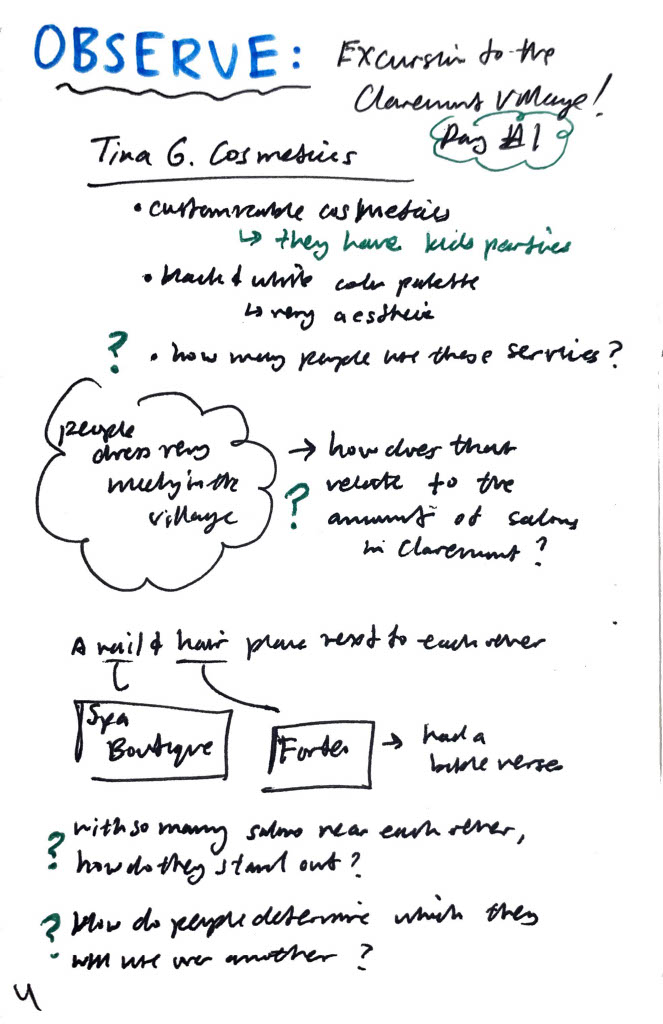 OBSERVE:
Excursion to the
Claremont Village!
Day #1
Tina G. Cosmetics
• customizable cosmetics
↳ they have kids parties
• black & white color palette
↳ very aesthetic
? • how many people use these services?
people
dress very
nicely in the
village
→ how does that
? relate to the
amount of salons
in Claremont?
A nail & hair place next to each other
Spa
Boutique
→ had a
bible verse
? with so many salons near each other,
how do they stand out?
? How do people determine which they
will use over another?
4